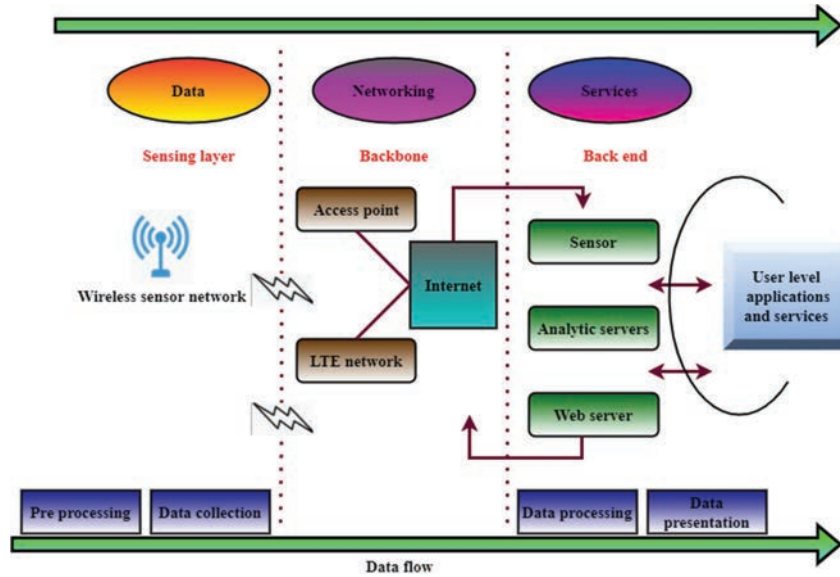 Data
Networking
Services
Sensing layer
Backbone
Back end
Access point
Sensor
Wireless sensor network
Internet
User level
applications
and services
Analytic servers
LTE network
Web server
Pre processing
Data collection
Data processing
Data
presentation
Data flow